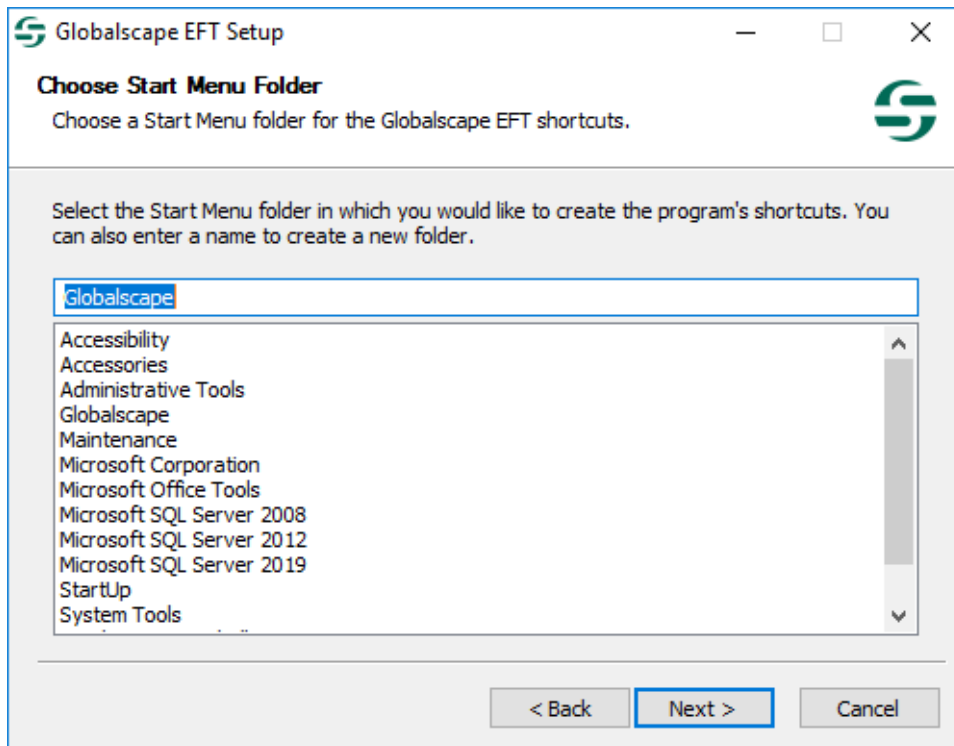 Globalscape EFT Setup
Choose Start Menu Folder
Choose a Start Menu folder for the Globalscape EFT shortcuts.
Select the Start Menu folder in which you would like to create the program's shortcuts. You
can also enter a name to create a new folder.
Globalscape
Accessibility
Accessories
Administrative Tools
Globalscape
Maintenance
Microsoft Corporation
Microsoft Office Tools
Microsoft SQL Server 2008
Microsoft SQL Server 2012
Microsoft SQL Server 2019
StartUp
System Tools
< Back
Next >
Cancel